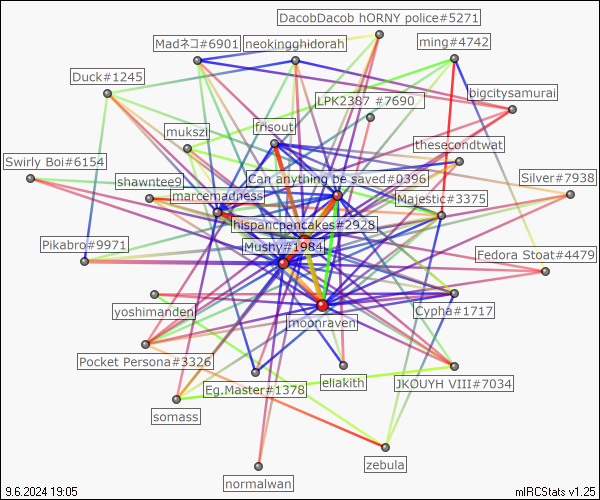 DacobDacob hORNY police#5271
Madネコ#6901
neokingghidorah
ming#4742
Duck#1245
bigcitysamurai
LPK2387 #7690
mukszi
frisout
thesecondtwat
Swirly Boi#6154
shawntee9
Can anything be saved#0396
Silver#7938
marcemadness
Majestic#3375
hispanicpancakes#2928
Pikabro#9971
Mushy#1984
Fedora Stoat#4479
yoshimanden
moonraven
Cypha#1717
Pocket Persona#3326
Eg.Master#1378
eliakith
JKOUYH VIII#7034
somass
zebula
normalwan
9.6.2024 19:05
mIRCStats v1.25